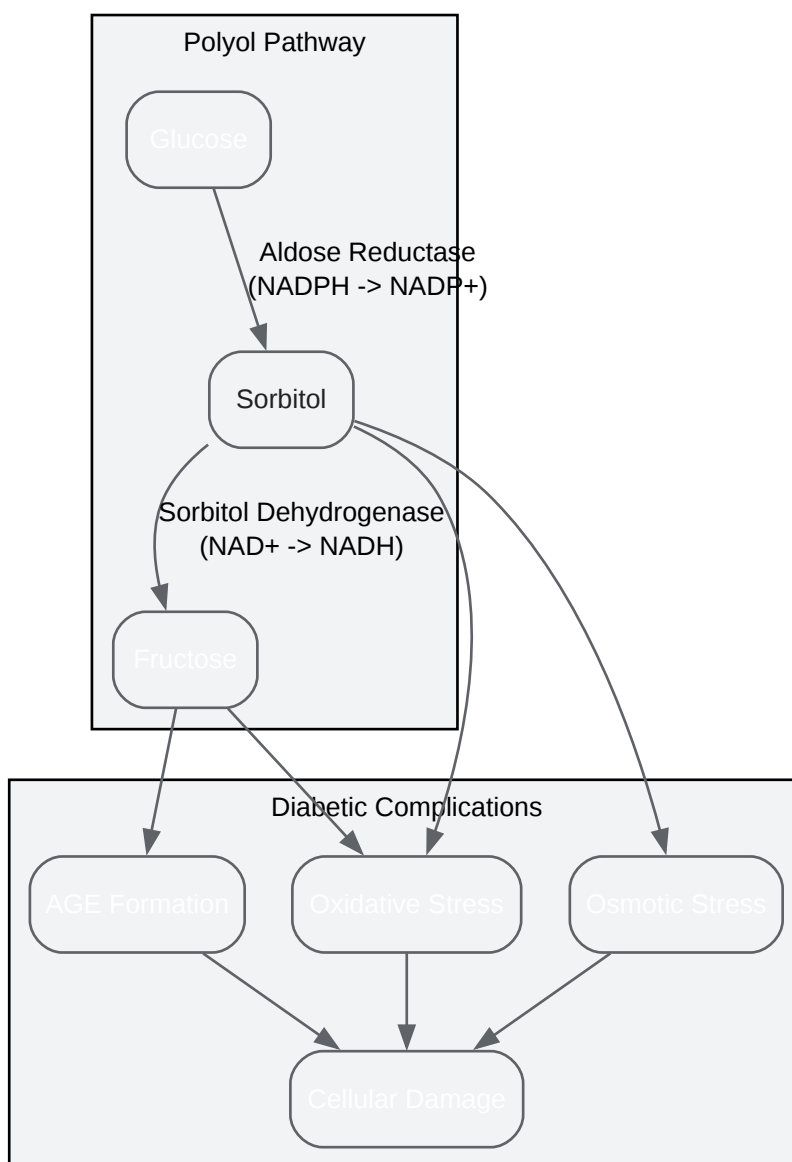 Polyol Pathway
Glucose
Aldose Reductase
(NADPH -> NADP+)
Sorbitol
Sorbitol Dehydrogenase
(NAD+ -> NADH)
Fructose
Diabetic Complications
AGE Formation
Oxidative Stress
Osmotic Stress
Cellular Damage